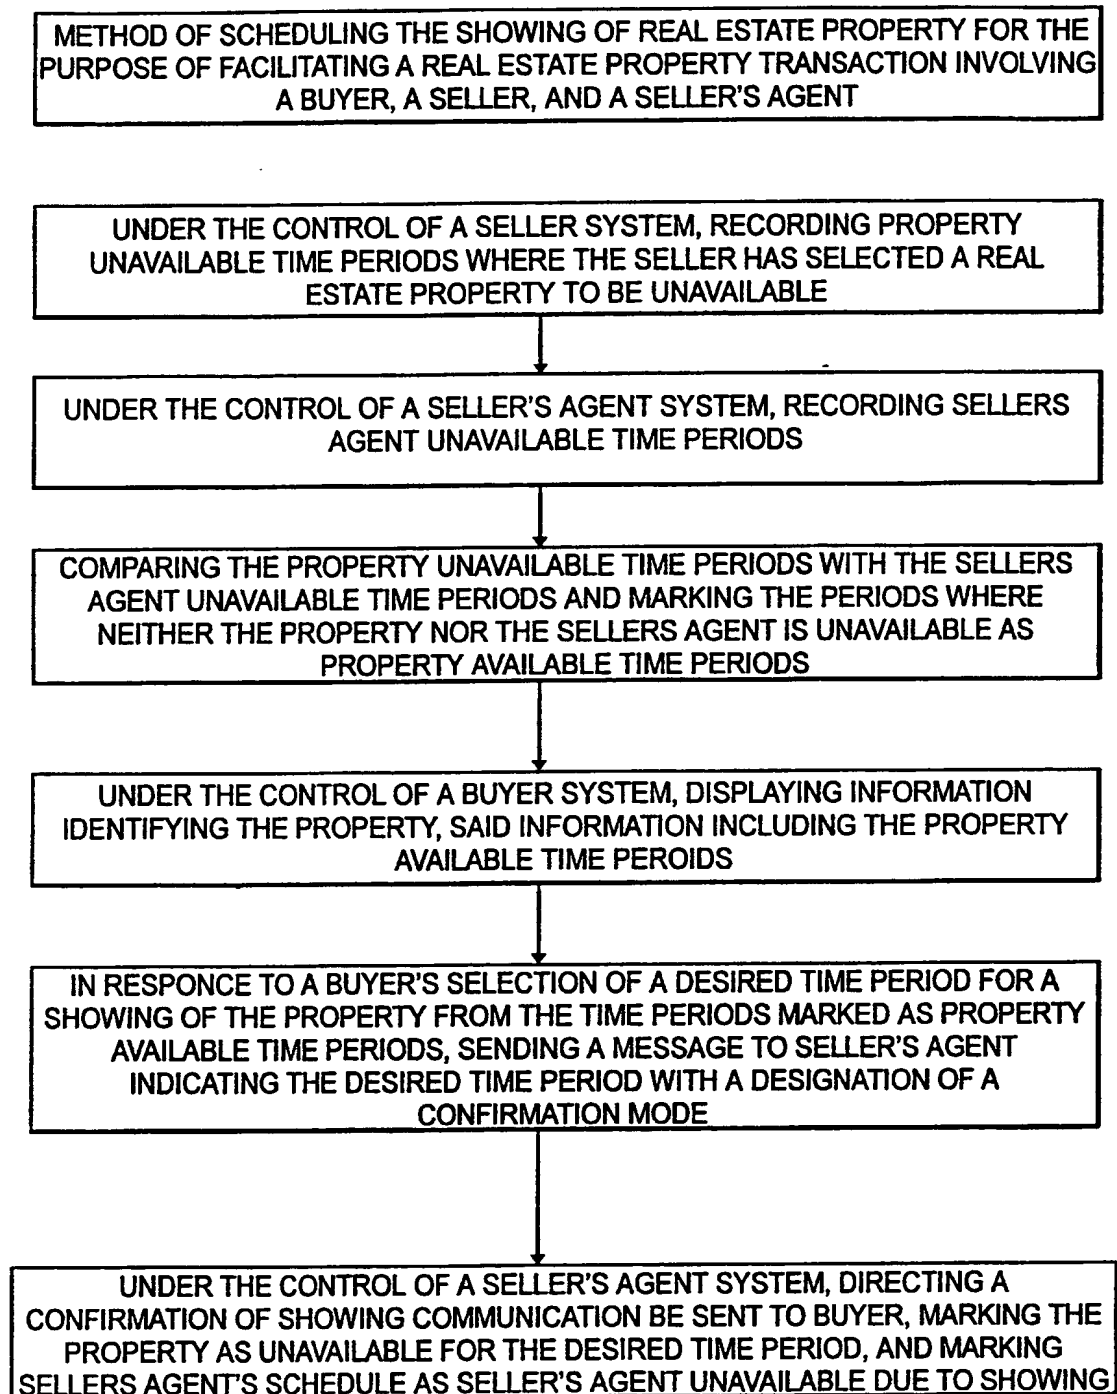 METHOD OF SCHEDULING THE SHOWING OF REAL ESTATE PROPERTY FOR THE
PURPOSE OF FACILITATING A REAL ESTATE PROPERTY TRANSACTION INVOLVING
A BUYER, A SELLER, AND A SELLER'S AGENT
UNDER THE CONTROL OF A SELLER SYSTEM, RECORDING PROPERTY
UNAVAILABLE TIME PERIODS WHERE THE SELLER HAS SELECTED A REAL
ESTATE PROPERTY TO BE UNAVAILABLE
UNDER THE CONTROL OF A SELLER'S AGENT SYSTEM, RECORDING SELLERS
AGENT UNAVAILABLE TIME PERIODS
COMPARING THE PROPERTY UNAVAILABLE TIME PERIODS WITH THE SELLERS
AGENT UNAVAILABLE TIME PERIODS AND MARKING THE PERIODS WHERE
NEITHER THE PROPERTY NOR THE SELLERS AGENT IS UNAVAILABLE AS
PROPERTY AVAILABLE TIME PERIODS
UNDER THE CONTROL OF A BUYER SYSTEM, DISPLAYING INFORMATION
IDENTIFYING THE PROPERTY, SAID INFORMATION INCLUDING THE PROPERTY
AVAILABLE TIME PEROIDS
IN RESPONCE TO A BUYER'S SELECTION OF A DESIRED TIME PERIOD FOR A
SHOWING OF THE PROPERTY FROM THE TIME PERIODS MARKED AS PROPERTY
AVAILABLE TIME PERIODS, SENDING A MESSAGE TO SELLER'S AGENT
INDICATING THE DESIRED TIME PERIOD WITH A DESIGNATION OF A
CONFIRMATION MODE
UNDER THE CONTROL OF A SELLER'S AGENT SYSTEM, DIRECTING A
CONFIRMATION OF SHOWING COMMUNICATION BE SENT TO BUYER, MARKING THE
PROPERTY AS UNAVAILABLE FOR THE DESIRED TIME PERIOD, AND MARKING
SELLERS AGENT'S SCHEDULE AS SELLER'S AGENT UNAVAILABLE DUE TO SHOWING